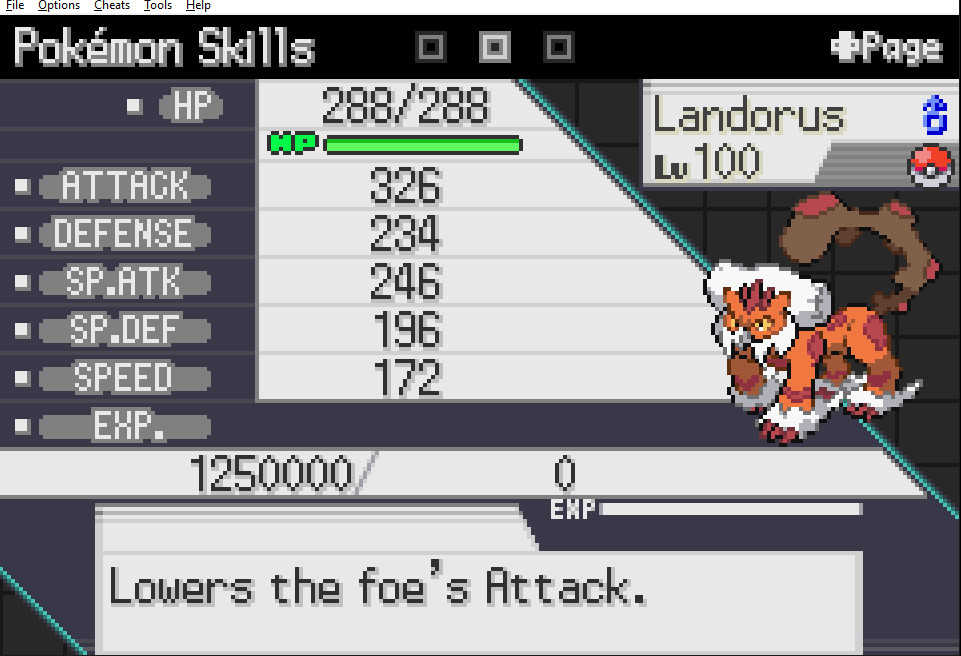 File Options Cheats Tools Help
Pokémon Skills Page
HP 288/288
HP
Landorus
Lv100
ATTACK 326
DEFENSE 234
SP.ATK 246
SP.DEF 196
SPEED 172
EXP.
1250000/ 0
EXP
Lowers the foe's Attack.